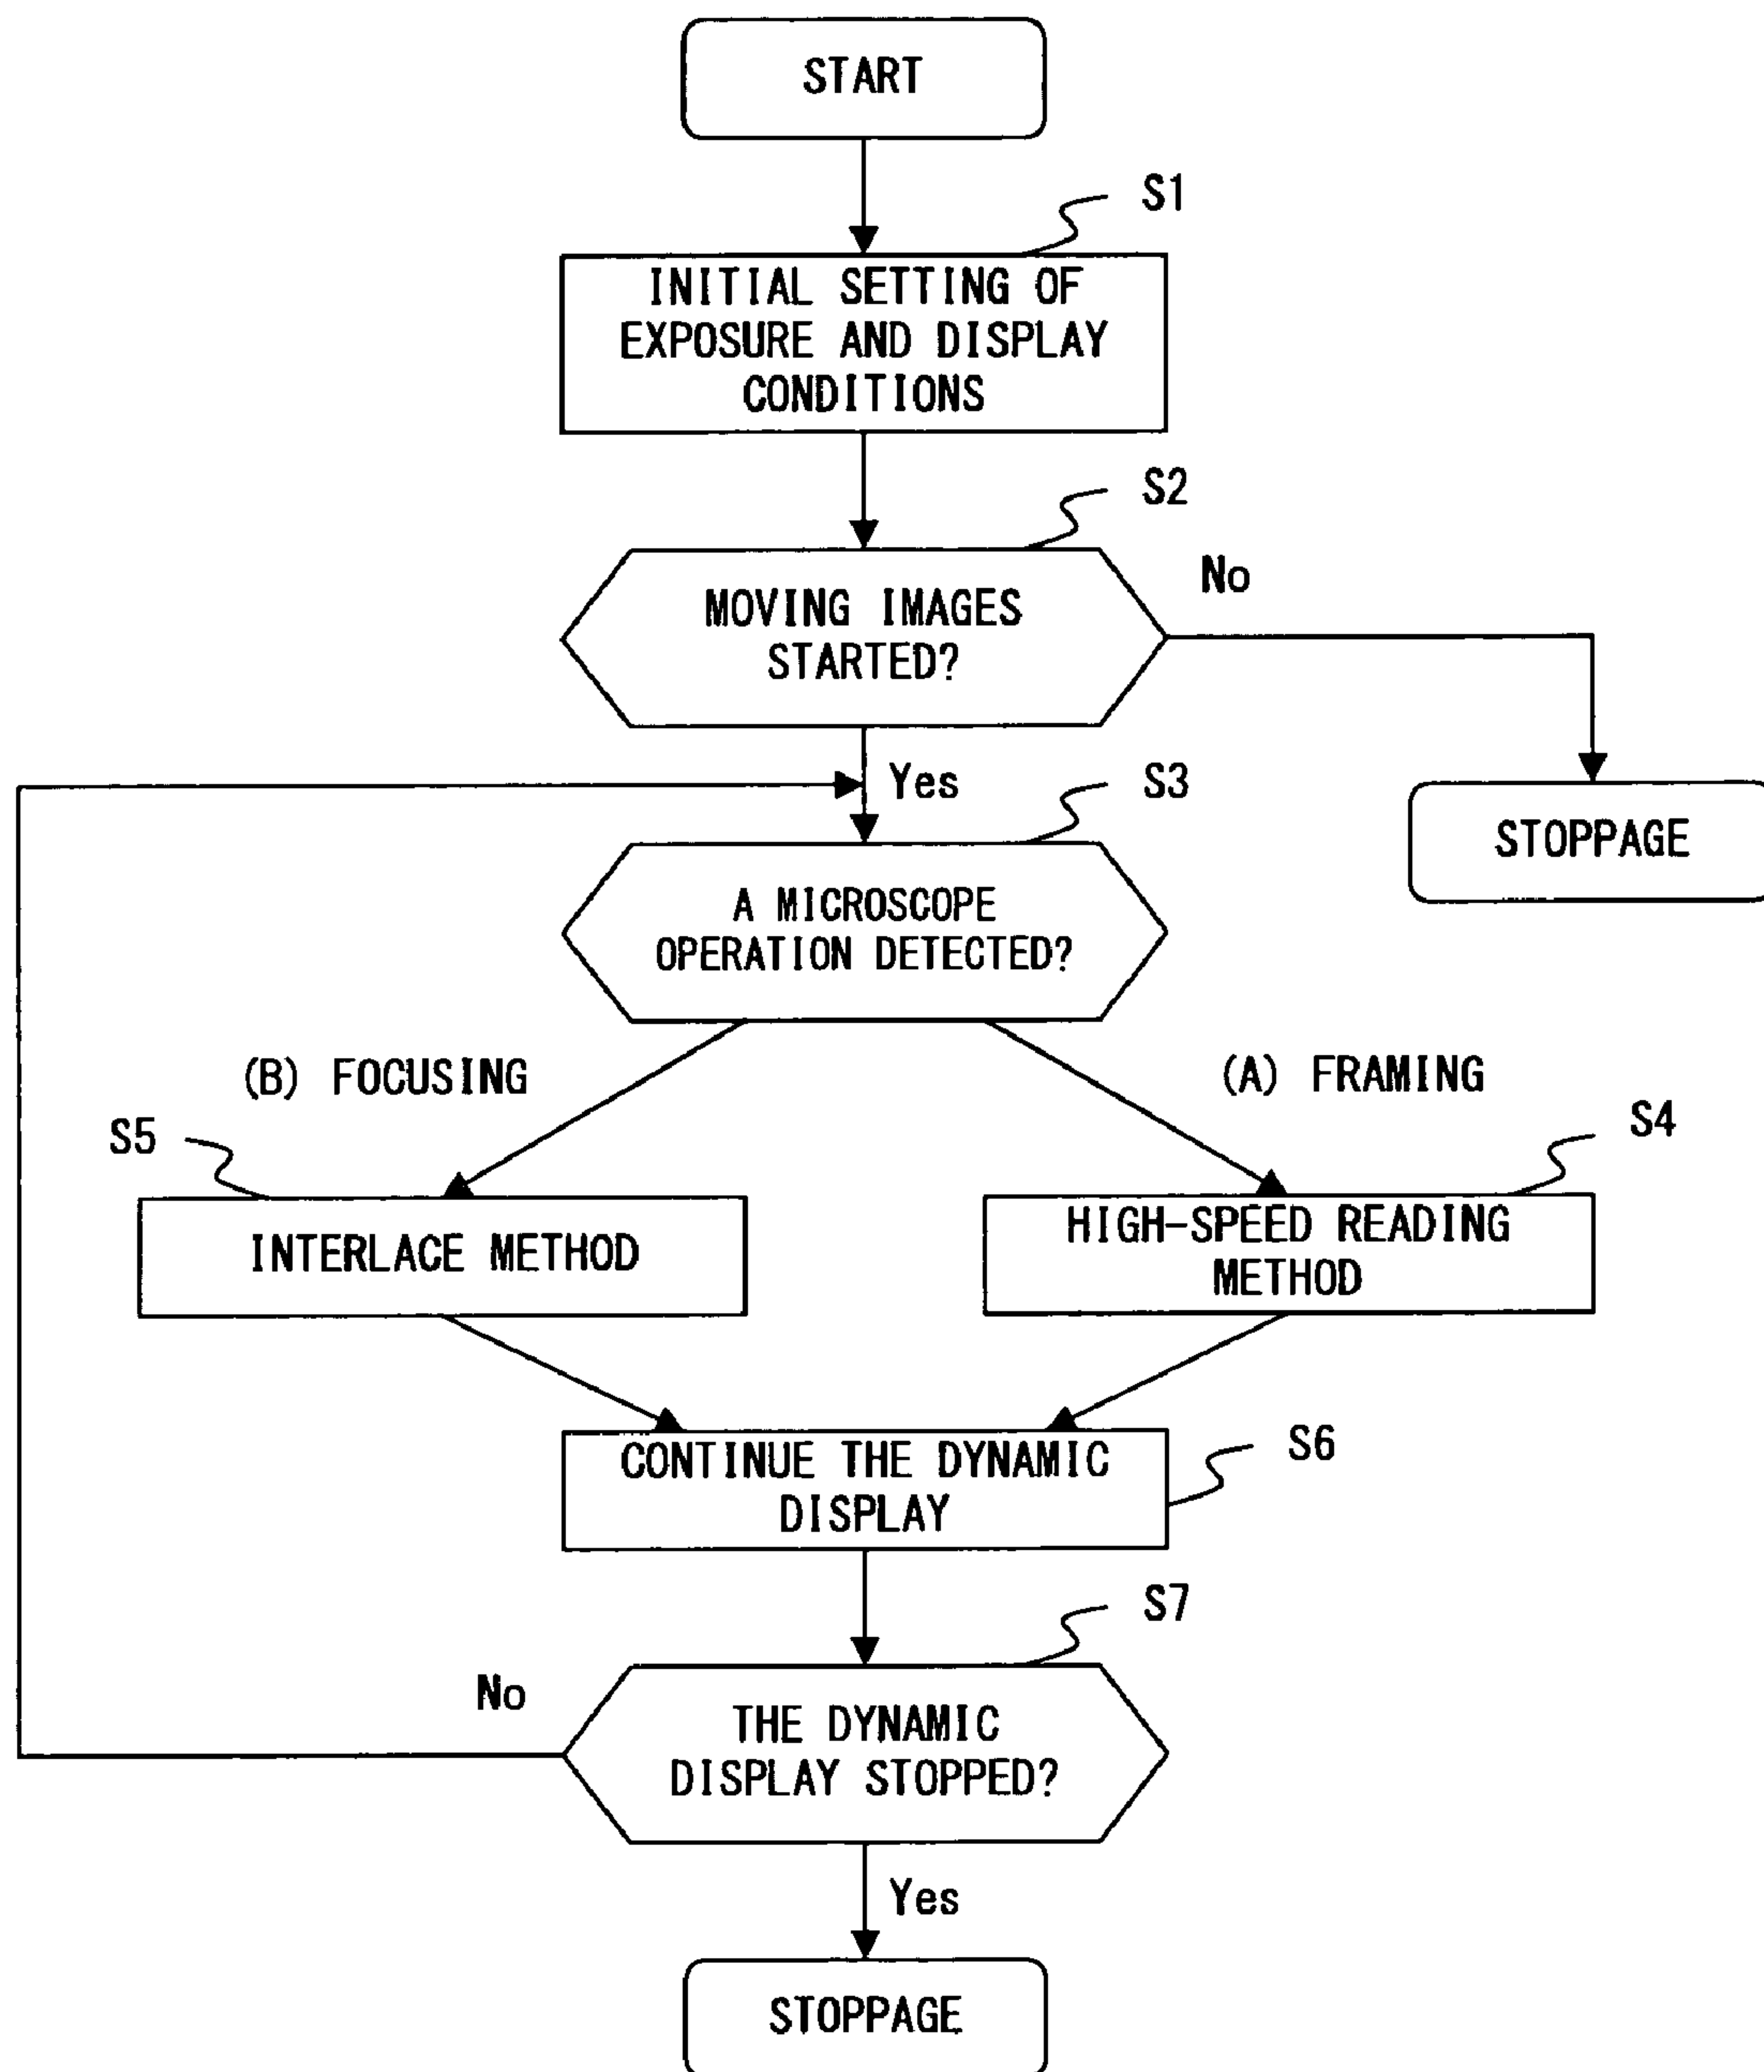 START
S1
INITIAL SETTING OF
EXPOSURE AND DISPLAY
CONDITIONS
S2
MOVING IMAGES
STARTED?
No
Yes
S3
STOPPAGE
A MICROSCOPE
OPERATION DETECTED?
(B) FOCUSING
(A) FRAMING
S5
S4
INTERLACE METHOD
HIGH-SPEED READING
METHOD
CONTINUE THE DYNAMIC
DISPLAY
S6
S7
No
THE DYNAMIC
DISPLAY STOPPED?
Yes
STOPPAGE